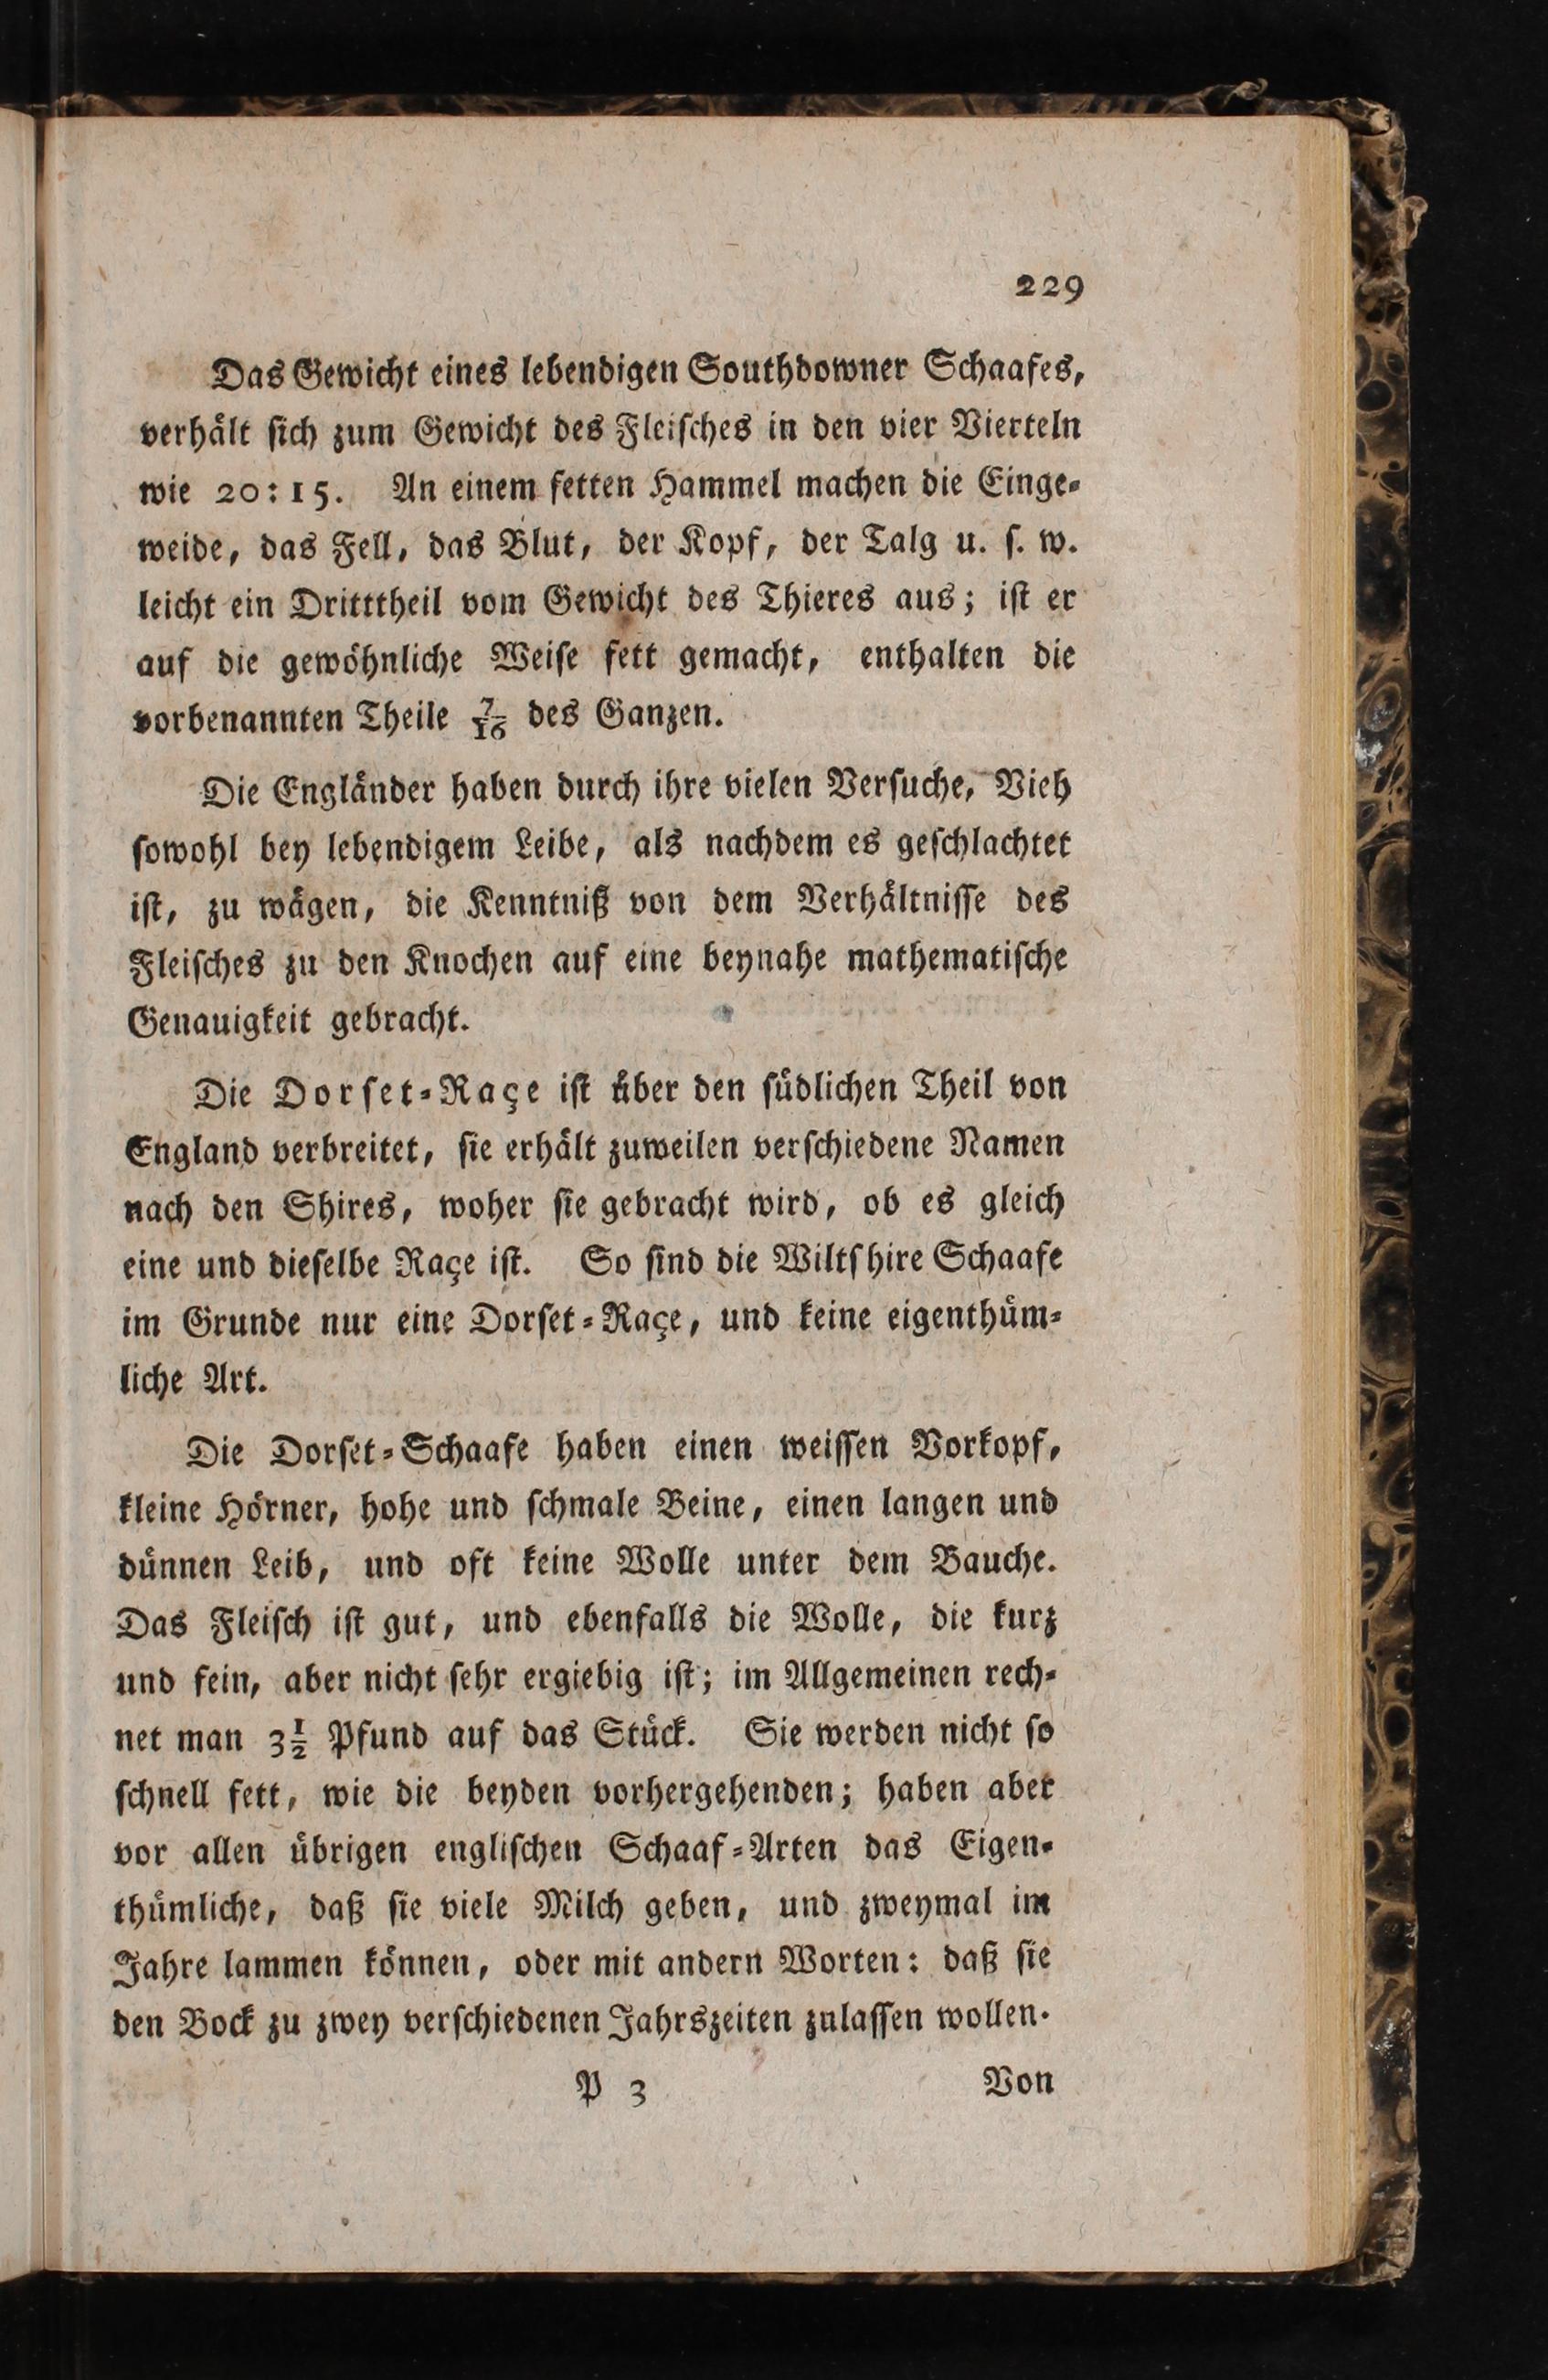 229
Das Gewicht eines lebendigen Southdowner Schaafes,
verhält ſich zum Gewicht des Fleiſches in den vier Vierteln
wie 20:15. An einem fetten Hammel machen die Einge-
weide, das Fell, das Blut, der Kopf, der Talg u. ſ. w.
leicht ein Dritttheil vom Gewicht des Thieres aus; iſt er
auf die gewöhnliche Weiſe fett gemacht, enthalten die
vorbenannten Theile 7/16 des Ganzen.
Die Engländer haben durch ihre vielen Verſuche, Vieh
ſowohl bey lebendigem Leibe, als nachdem es geſchlachtet
iſt, zu wägen, die Kenntniß von dem Verhältniſſe des
Fleiſches zu den Knochen auf eine beynahe mathematiſche
Genauigkeit gebracht.
Die Dorſet-Raçe iſt über den ſüdlichen Theil von
England verbreitet, ſie erhält zuweilen verſchiedene Namen
nach den Shires, woher ſie gebracht wird, ob es gleich
eine und dieſelbe Raçe iſt. So ſind die Wiltſhire Schaafe
im Grunde nur eine Dorſet-Raçe, und keine eigenthüm-
liche Art.
Die Dorſet-Schaafe haben einen weiſſen Vorkopf,
kleine Hörner, hohe und ſchmale Beine, einen langen und
dünnen Leib, und oft keine Wolle unter dem Bauche.
Das Fleiſch iſt gut, und ebenfalls die Wolle, die kurz
und fein, aber nicht ſehr ergiebig iſt; im Allgemeinen rech-
net man 3½ Pfund auf das Stück. Sie werden nicht ſo
ſchnell fett, wie die beyden vorhergehenden; haben aber
vor allen übrigen engliſchen Schaaf-Arten das Eigen-
thümliche, daß ſie viele Milch geben, und zweymal im
Jahre lammen können, oder mit andern Worten: daß ſie
den Bock zu zwey verſchiedenen Jahrszeiten zulaſſen wollen.
P 3 Von